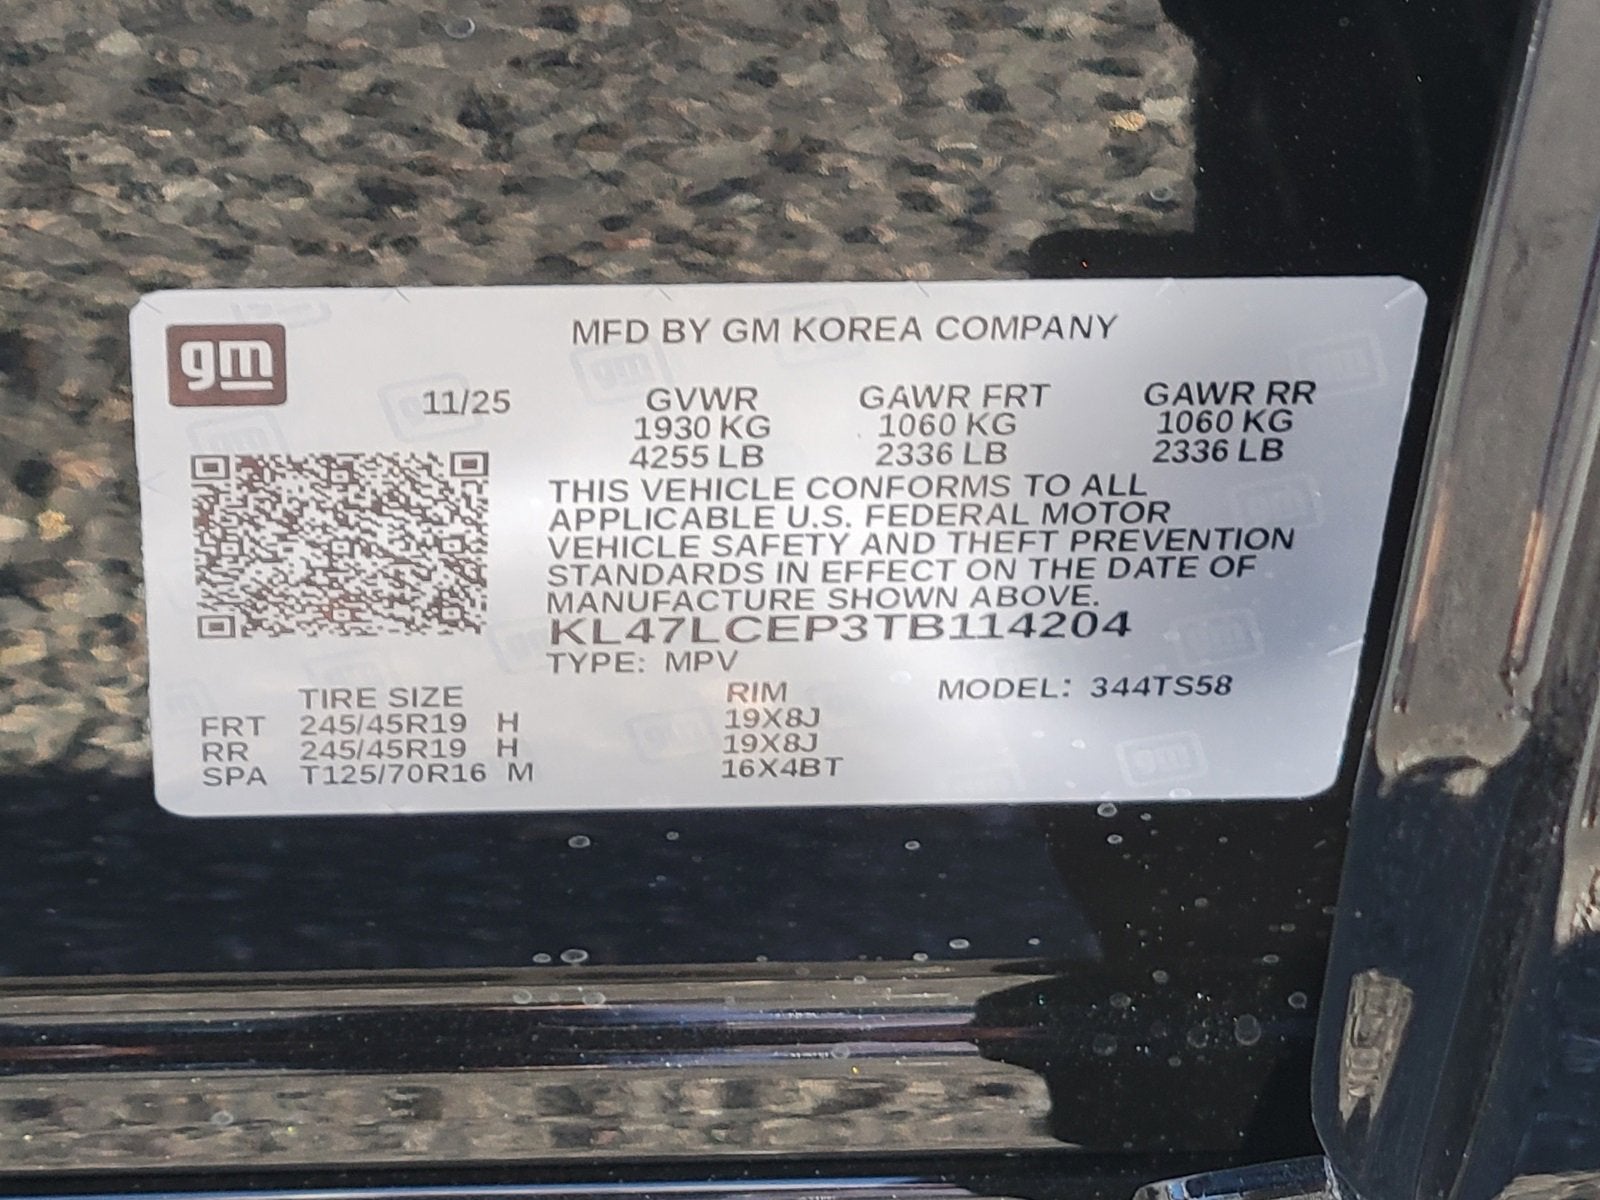 gm
MFD BY GM KOREA COMPANY
11/25 GVWR GAWR FRT GAWR RR
1930 KG 1060 KG 1060 KG
4255 LB 2336 LB 2336 LB
THIS VEHICLE CONFORMS TO ALL
APPLICABLE U.S. FEDERAL MOTOR
VEHICLE SAFETY AND THEFT PREVENTION
STANDARDS IN EFFECT ON THE DATE OF
MANUFACTURE SHOWN ABOVE.
KL47LCEP3TB114204
TYPE: MPV
TIRE SIZE RIM MODEL: 344TS58
FRT 245/45R19 H 19X8J
RR 245/45R19 H 19X8J
SPA T125/70R16 M 16X4BT